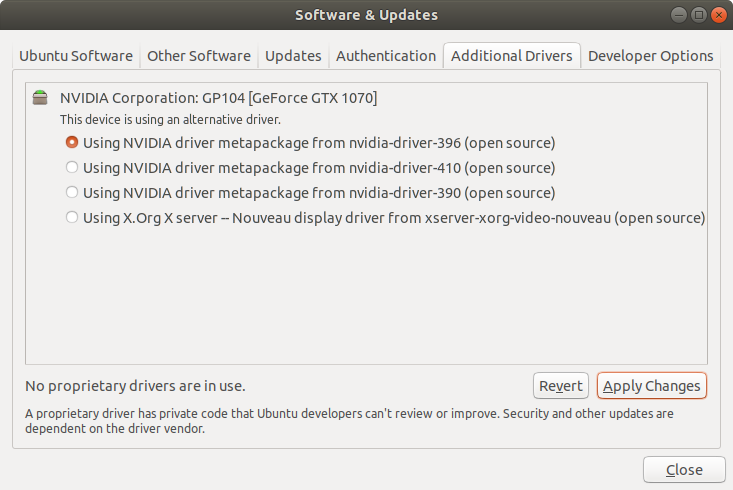 Software & Updates
Ubuntu Software
Other Software
Updates
Authentication
Additional Drivers
Developer Options
NVIDIA Corporation: GP104 [GeForce GTX 1070]
This device is using an alternative driver.
Using NVIDIA driver metapackage from nvidia-driver-396 (open source)
Using NVIDIA driver metapackage from nvidia-driver-410 (open source)
Using NVIDIA driver metapackage from nvidia-driver-390 (open source)
Using X.Org X server -- Nouveau display driver from xserver-xorg-video-nouveau (open source)
No proprietary drivers are in use.
Revert
Apply Changes
A proprietary driver has private code that Ubuntu developers can't review or improve. Security and other updates are
dependent on the driver vendor.
Close